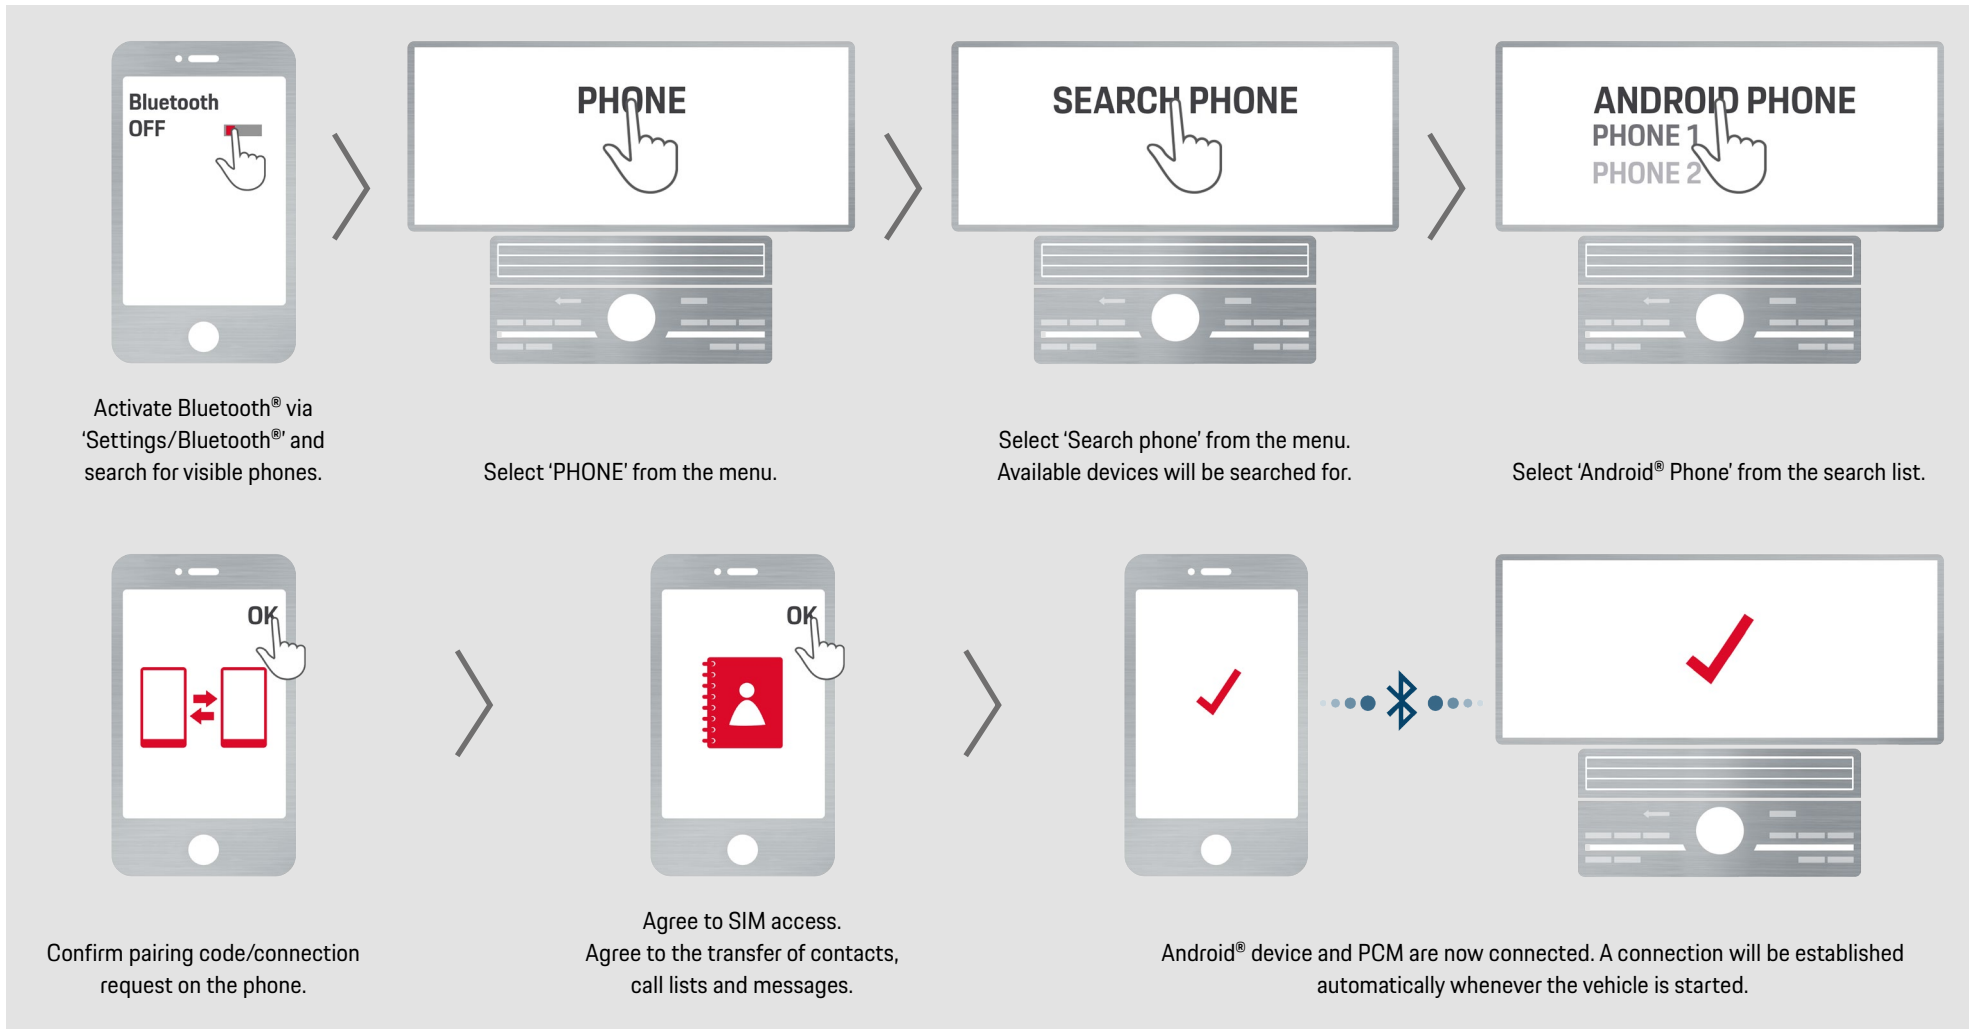 Bluetooth
OFF
PHONE
SEARCH PHONE
ANDROID PHONE
PHONE 1
PHONE 2
Activate Bluetooth® via
‘Settings/Bluetooth®’ and
search for visible phones.
Select ‘PHONE’ from the menu.
Select ‘Search phone’ from the menu.
Available devices will be searched for.
Select ‘Android® Phone’ from the search list.
OK
OK
Confirm pairing code/connection
request on the phone.
Agree to SIM access.
Agree to the transfer of contacts,
call lists and messages.
Android® device and PCM are now connected. A connection will be established
automatically whenever the vehicle is started.